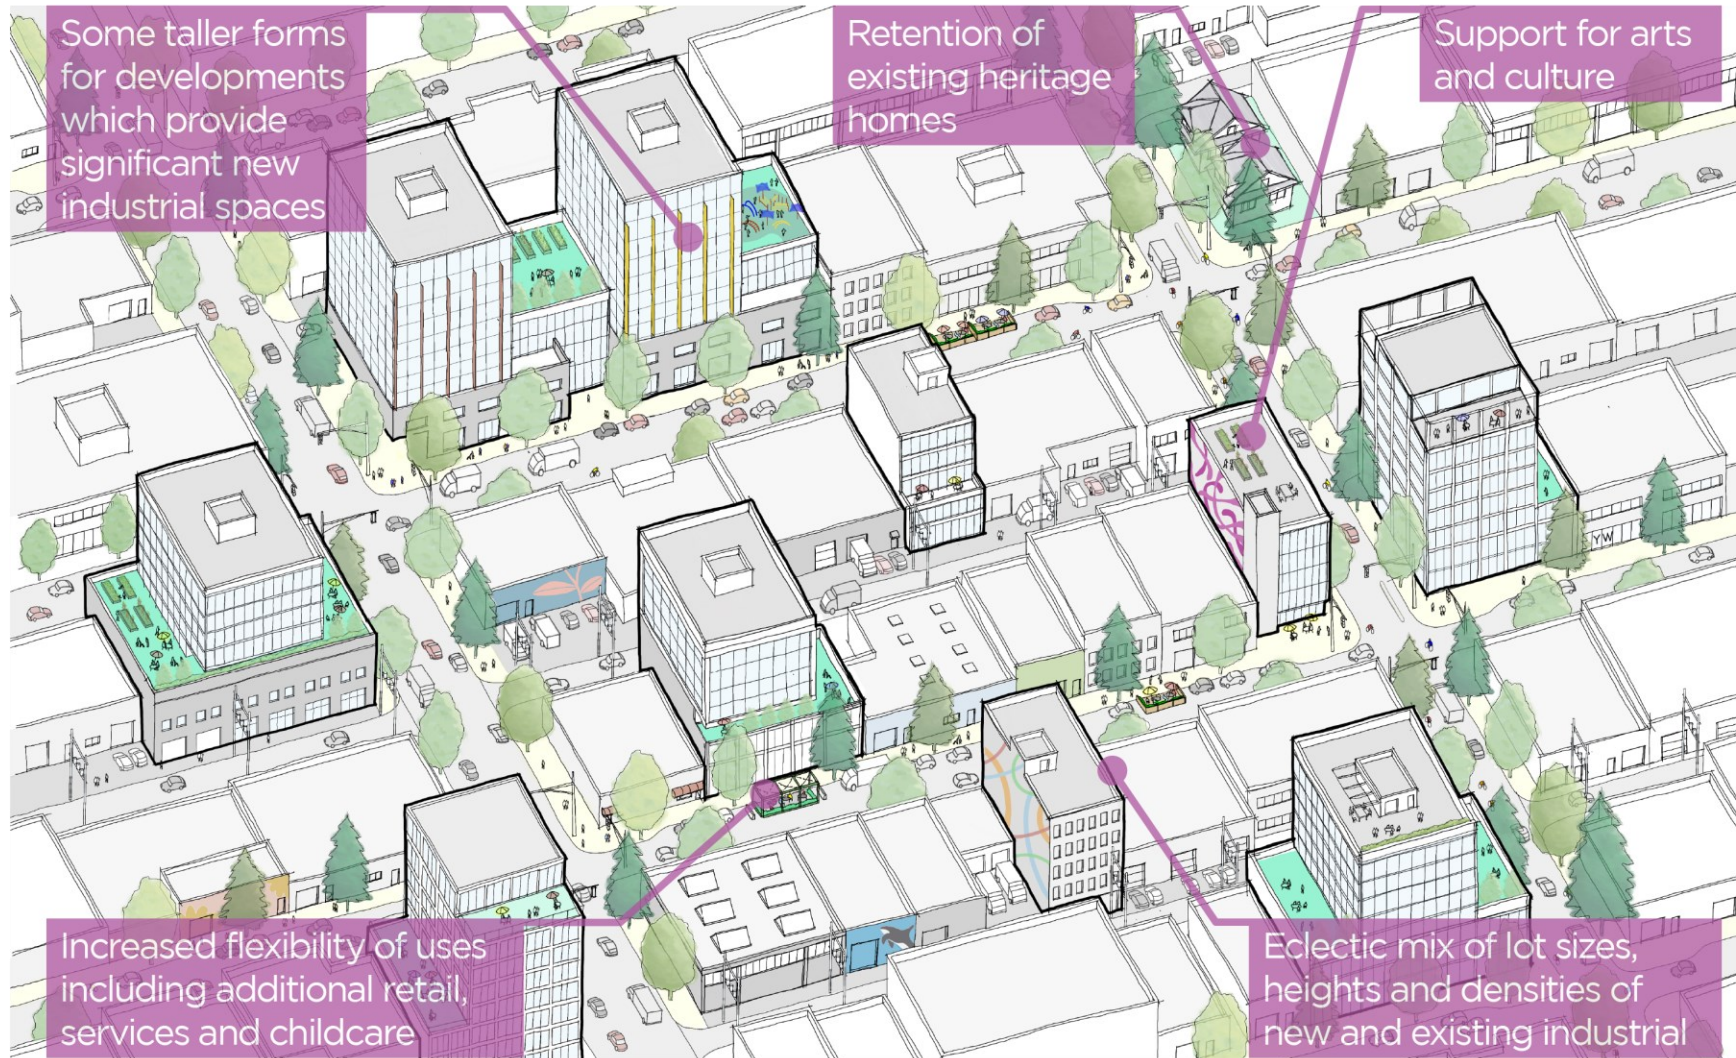 Some taller forms
for developments
which provide
significant new
industrial spaces
Retention of
existing heritage
homes
Support for arts
and culture
YW
Increased flexibility of uses
including additional retail,
services and childcare
Eclectic mix of lot sizes,
heights and densities of
new and existing industrial